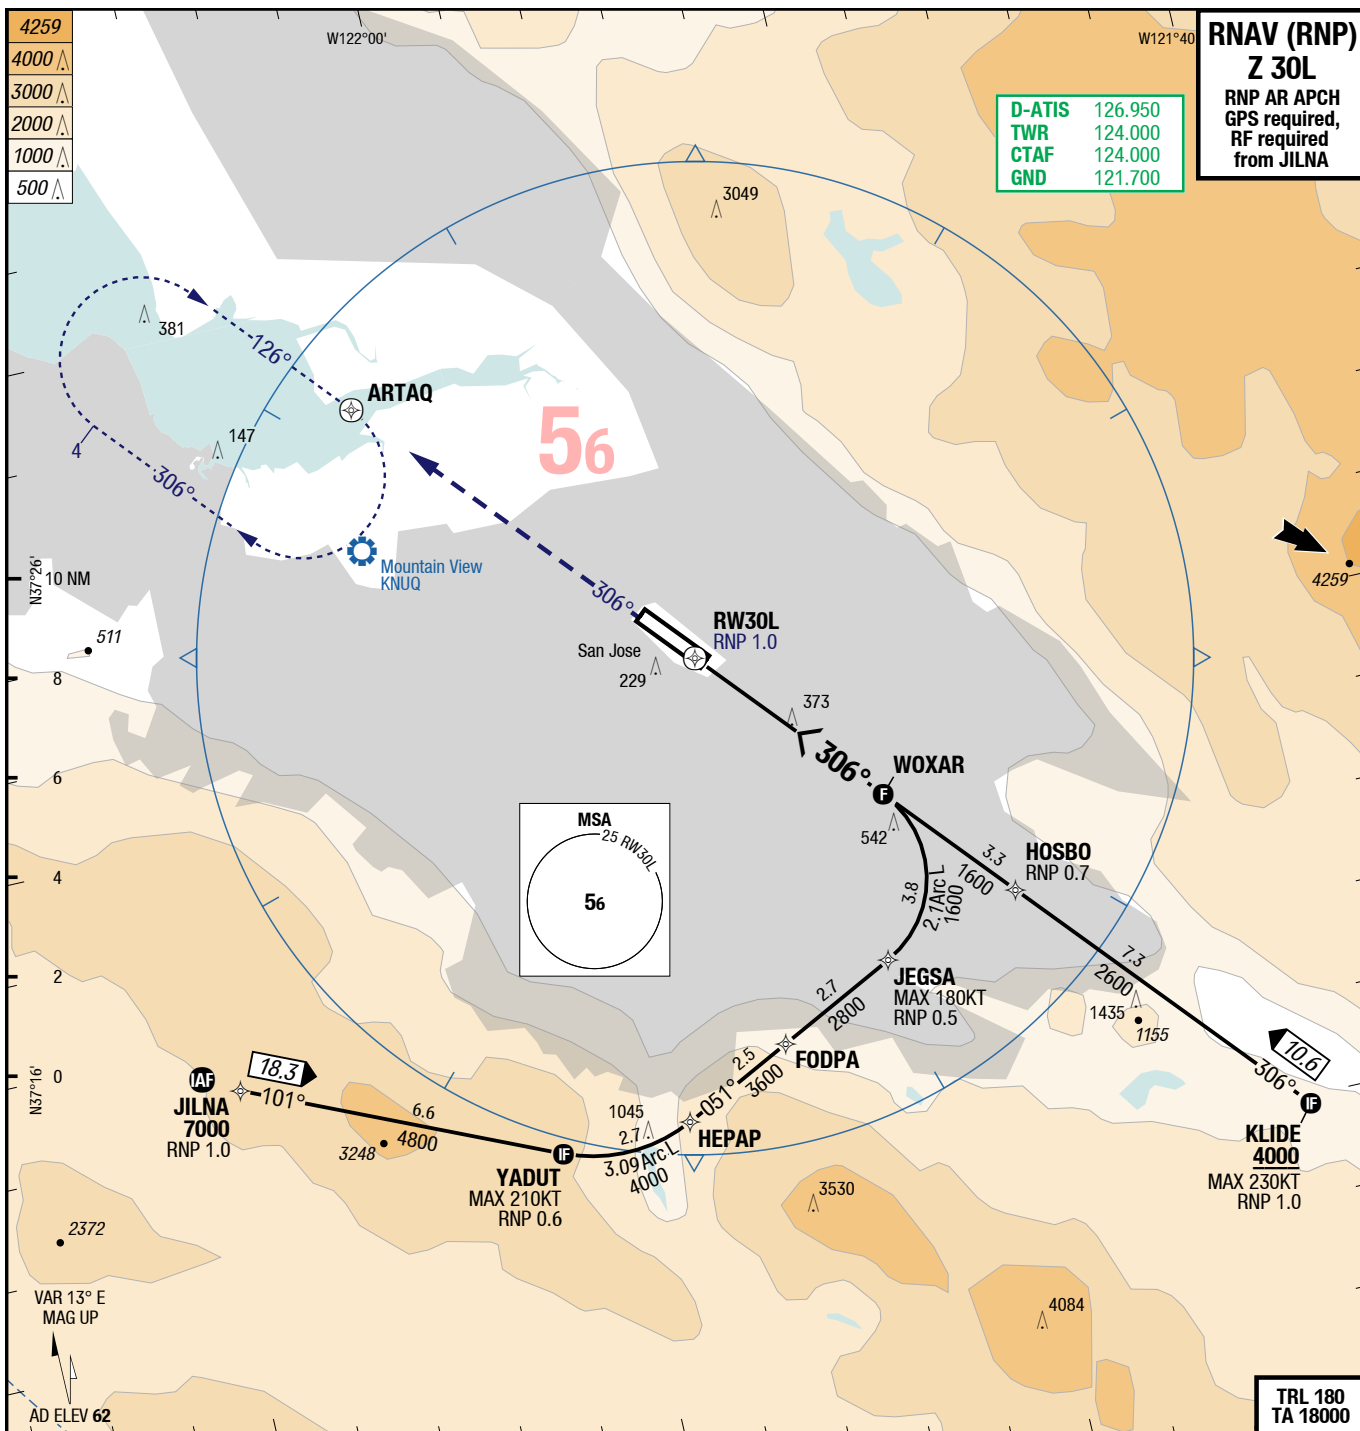 4259
4000
3000
2000
1000
500
W122°00'
W121°40
RNAV (RNP)
Z 30L
RNP AR APCH
GPS required,
RF required
from JILNA
D-ATIS 126.950
TWR 124.000
CTAF 124.000
GND 121.700
3049
381
126°
ARTAQ
147
4
306°
56
Mountain View
KNUQ
N37°26'
10 NM
4259
306°
RW30L
RNP 1.0
San Jose
229
511
8
373
6
306°
WOXAR
542
MSA
25 RW30L
56
4
3.3
1600
HOSBO
RNP 0.7
3.8
2.1 Arc L
1600
2
JEGSA
MAX 180KT
RNP 0.5
7.3
2600
1435
1155
2.7
2800
FODPA
2.5
3600
051°
HEPAP
N37°16'
0
IAF
JILNA
7000
RNP 1.0
18.3
101°
6.6
4800
3248
1045
2.7
3.09 Arc L
4000
IF
YADUT
MAX 210KT
RNP 0.6
10.6
306°
IF
KLIDE
4000
MAX 230KT
RNP 1.0
F
3530
2372
4084
VAR 13° E
MAG UP
AD ELEV 62
TRL 180
TA 18000